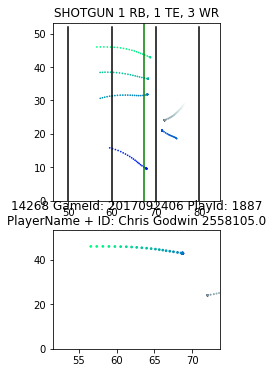 SHOTGUN 1 RB, 1 TE, 3 WR
50
40
30
20
10
0
50 60 70 80
14268 GameId: 2017092406 PlayId: 1887
PlayerName + ID: Chris Godwin 2558105.0
40
20
0
55 60 65 70